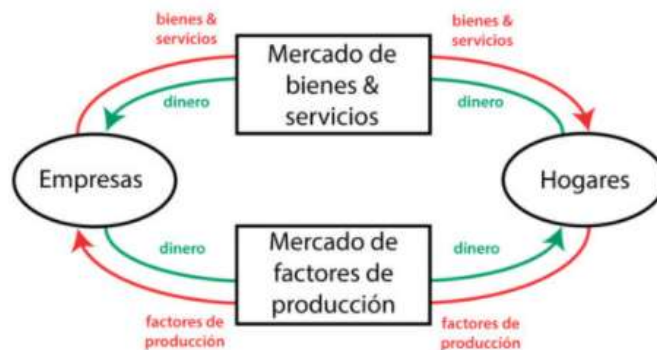 bienes &
servicios
bienes &
servicios
Mercado de
bienes &
servicios
dinero
dinero
Empresas
Hogares
dinero
dinero
Mercado de
factores de
producción
factores de
producción
factores de
producción